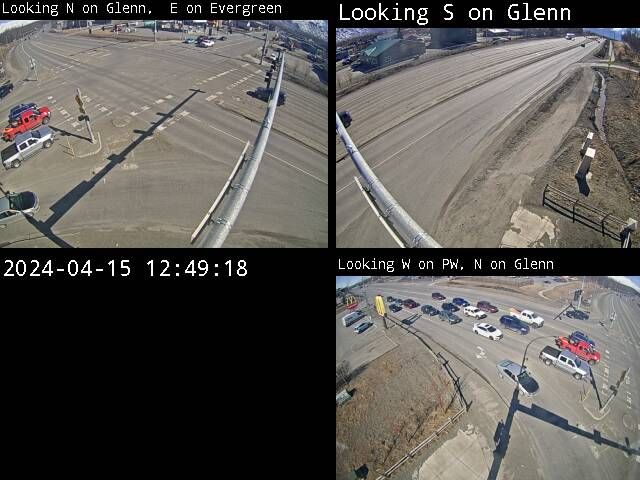 Looking N on Glenn, E on Evergreen
Looking S on Glenn
2024-04-15 12:49:18
Looking W on PW, N on Glenn